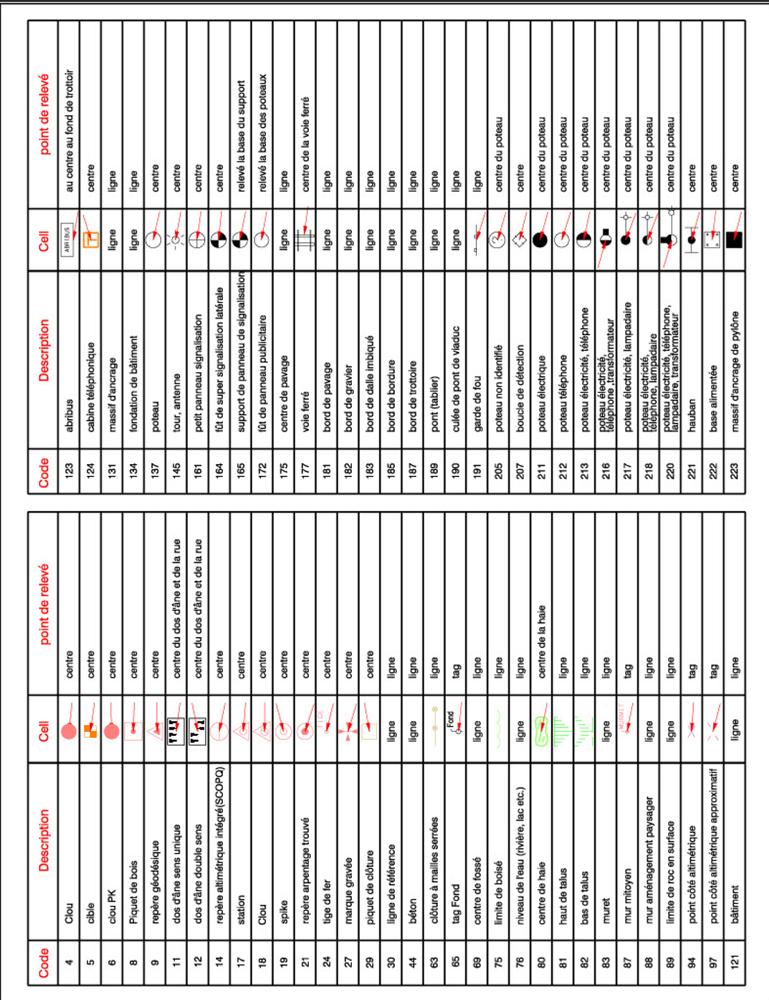 Code Description Cell point de relevé
4 Clou centre
5 cible centre
6 clou PK centre
8 Piquet de bois centre
9 repère géodésique centre
11 dos d'âne sens unique centre du dos d'âne et de la rue
12 dos d'âne double sens centre du dos d'âne et de la rue
14 repère altimétrique intégré(SCOPQ) centre
17 station centre
18 Clou centre
19 spike centre
21 repère arpentage trouvé centre
24 tige de fer TIGE centre
27 marque gravée centre
29 piquet de clôture centre
30 ligne de référence ligne ligne
44 béton ligne ligne
63 clôture à mailles serrées ligne
65 tag Fond Fond tag
69 centre de fossé ligne ligne
75 limite de boisé ligne
76 niveau de l'eau (rivière, lac etc.) ligne ligne
80 centre de haie centre de la haie
81 haut de talus ligne
82 bas de talus ligne
83 muret ligne ligne
87 mur mitoyen MURMIT tag
88 mur aménagement paysager ligne ligne
89 limite de roc en surface ligne ligne
94 point côté altimétrique tag
97 point côté altimétrique approximatif tag
121 bâtiment ligne ligne
Code Description Cell point de relevé
123 abribus ABRIBUS au centre au fond de trottoir
124 cabine téléphonique centre
131 massif d'ancrage ligne ligne
134 fondation de bâtiment ligne ligne
137 poteau centre
145 tour, antenne centre
161 petit panneau signalisation centre
164 fût de super signalisation latérale centre
165 support de panneau de signalisation relevé la base du support
172 fût de panneau publicitaire relevé la base des poteaux
175 centre de pavage ligne ligne
177 voie ferré centre de la voie ferré
181 bord de pavage ligne ligne
182 bord de gravier ligne ligne
183 bord de dalle imbiqué ligne ligne
185 bord de bordure ligne ligne
187 bord de trottoire ligne ligne
189 pont (tablier) ligne ligne
190 culée de pont de viaduc ligne ligne
191 garde de fou ligne
205 poteau non identifié ? centre du poteau
207 boucle de détection centre
211 poteau électrique centre du poteau
212 poteau téléphone centre du poteau
213 poteau électricité, téléphone centre du poteau
216 poteau électricité,
téléphone ,transformateur centre du poteau
217 poteau électricité, lampadaire centre du poteau
218 poteau électricité,
téléphone, lampadaire centre du poteau
220 poteau électricité, téléphone,
lampadaire, transformateur centre du poteau
221 hauban centre
222 base alimentée centre
223 massif d'ancrage de pylône centre